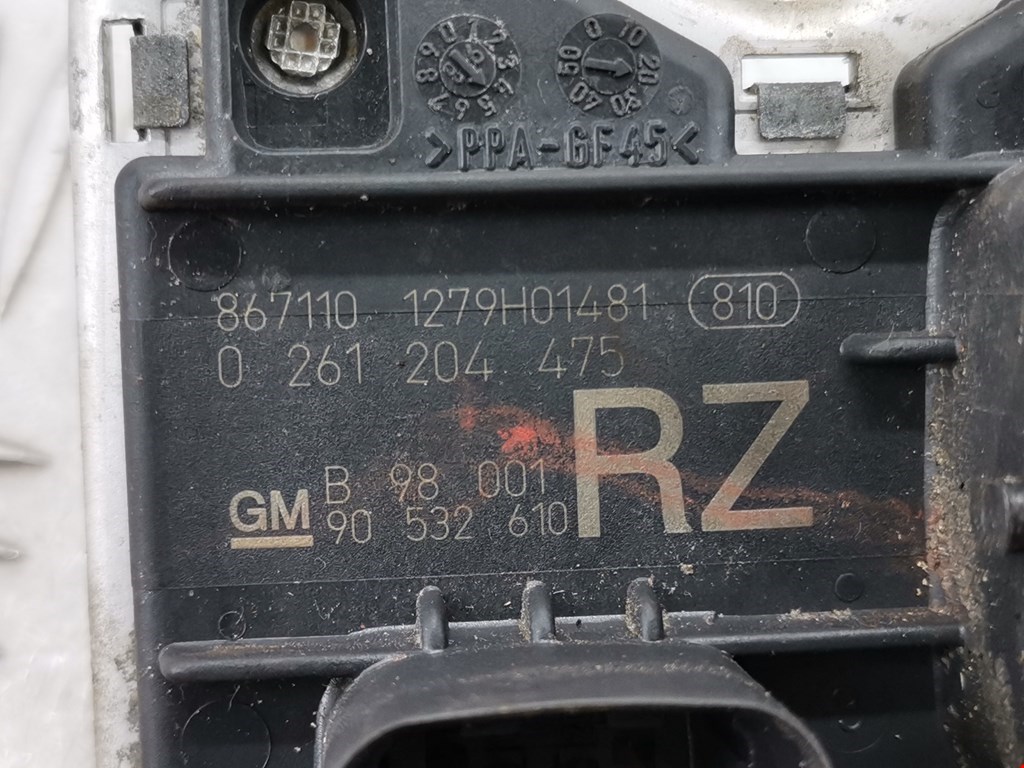 >PPA-GF45<
867110 1279H01481 810
0 261 204 475
RZ
GM B 98 001
90 532 610